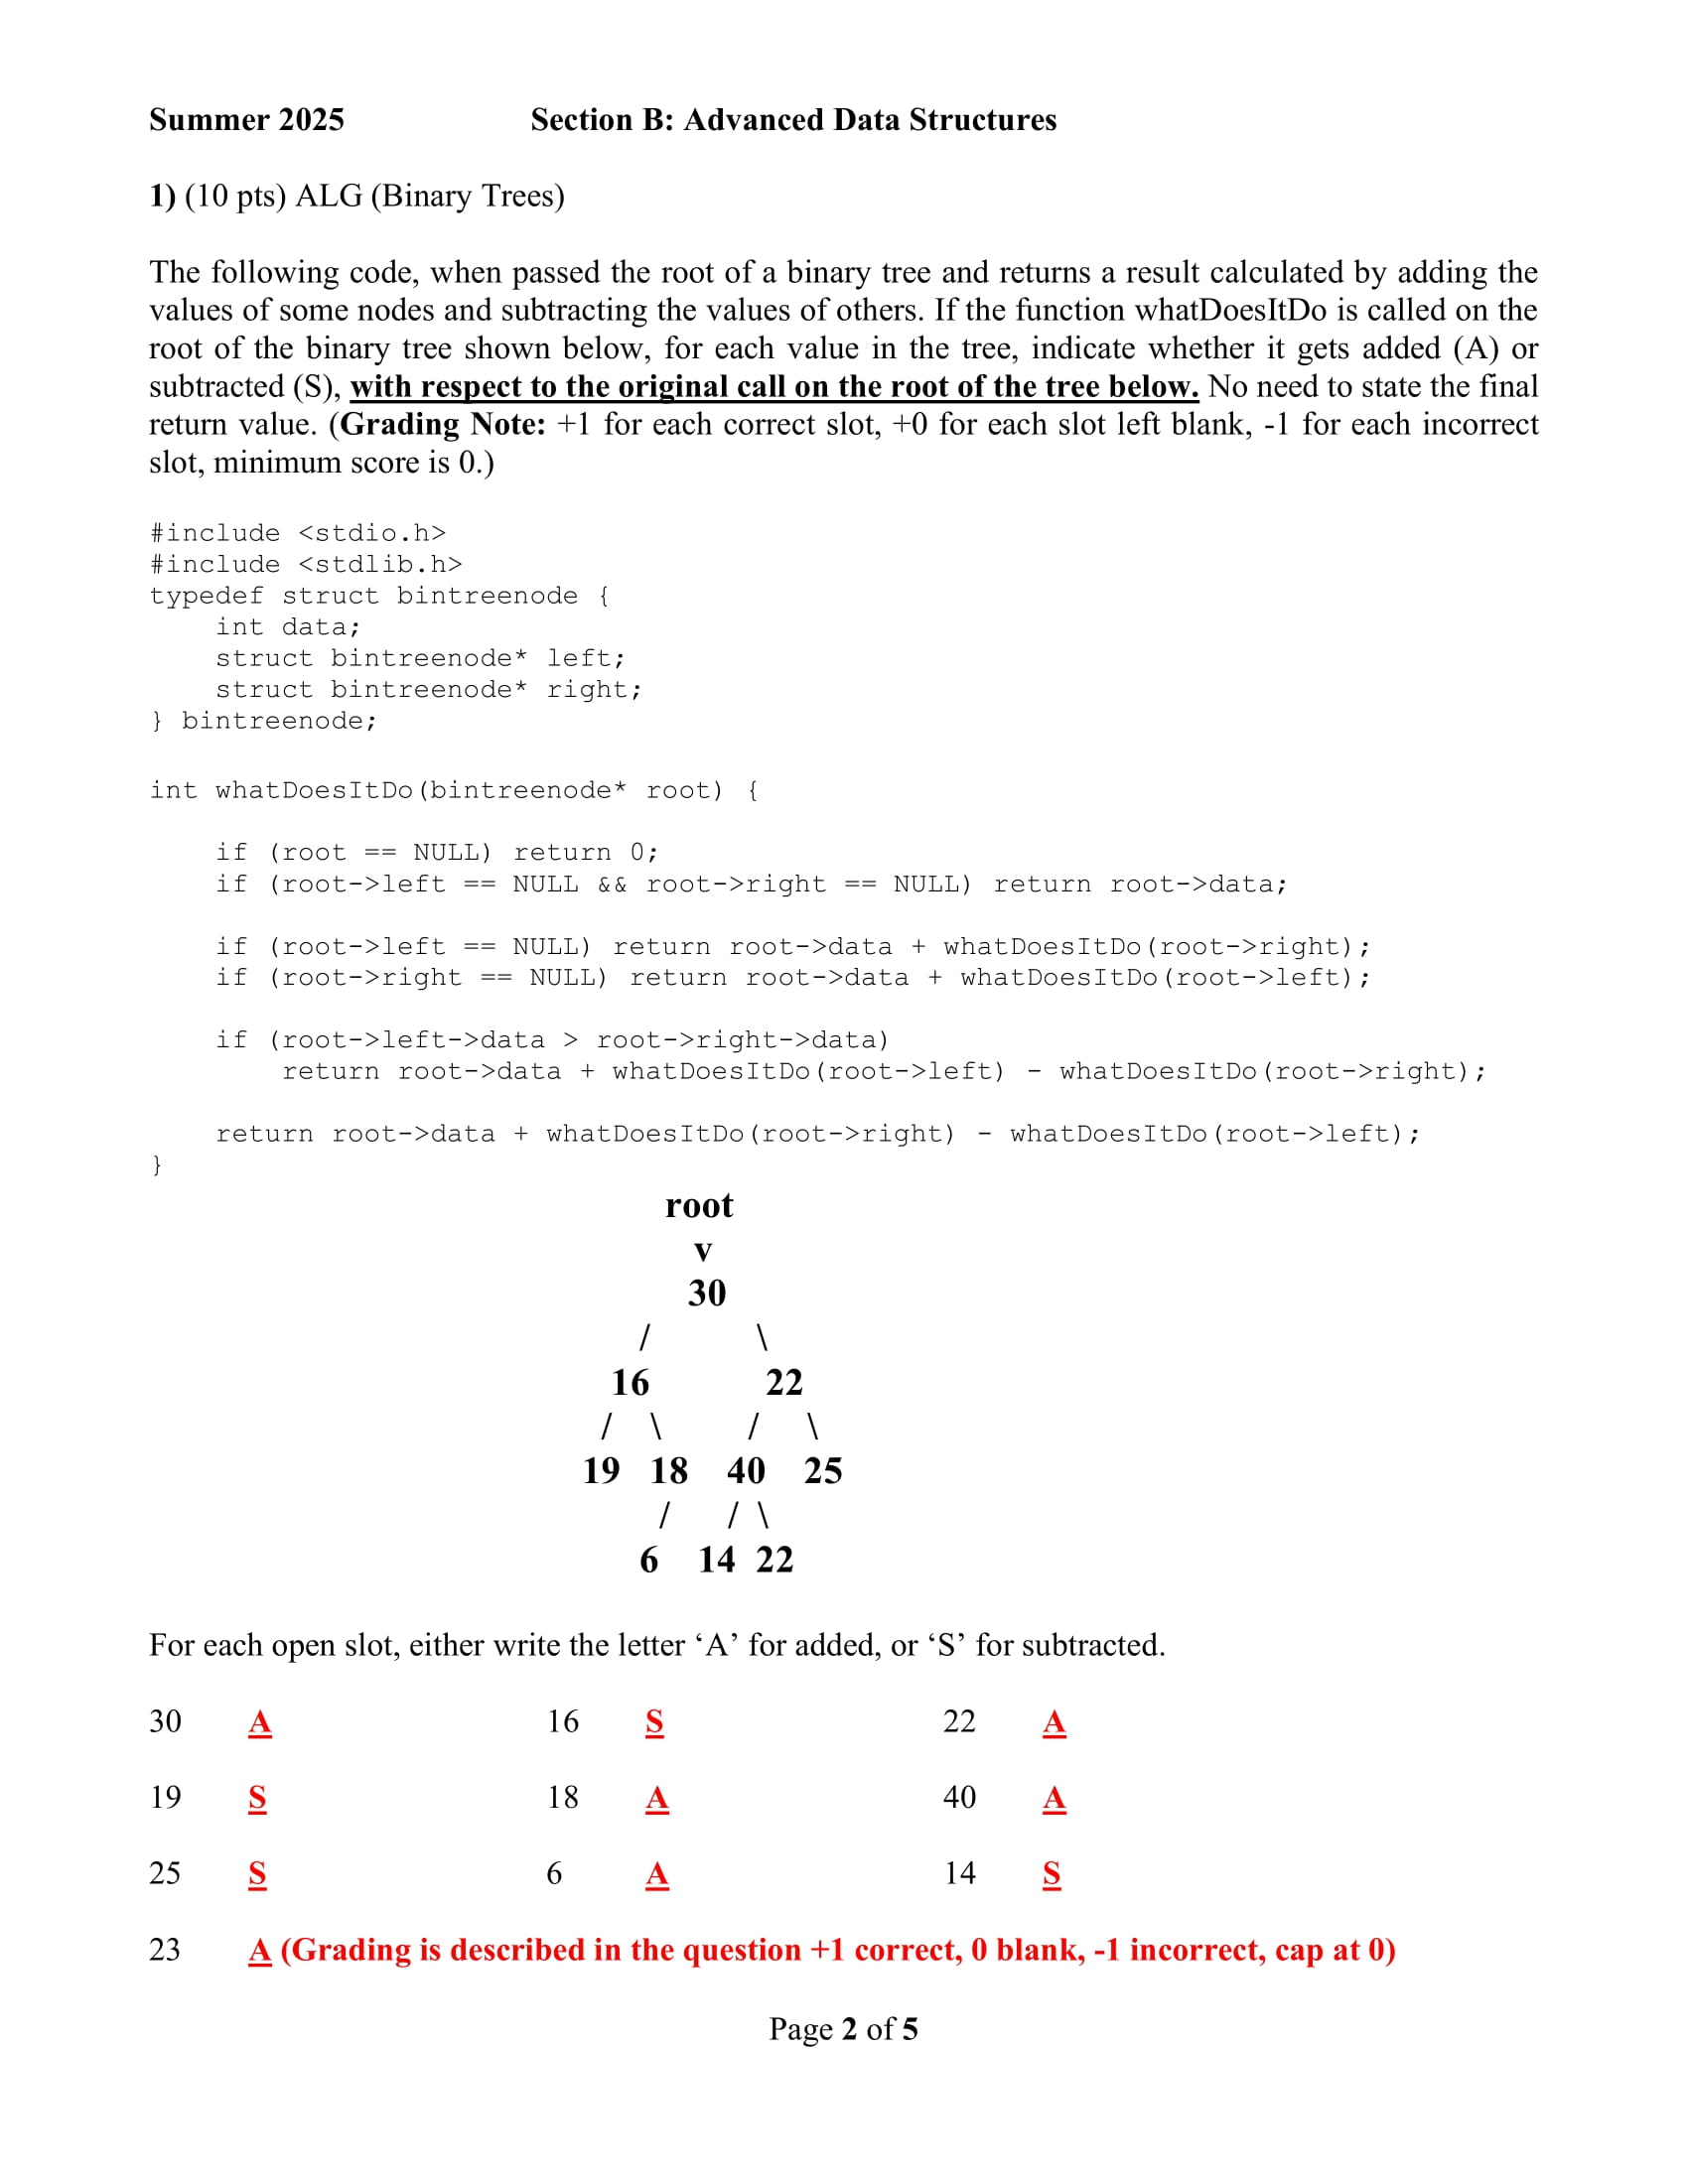 Summer 2025 Section B: Advanced Data Structures
1) (10 pts) ALG (Binary Trees)
The following code, when passed the root of a binary tree and returns a result calculated by adding the
values of some nodes and subtracting the values of others. If the function whatDoesItDo is called on the
root of the binary tree shown below, for each value in the tree, indicate whether it gets added (A) or
subtracted (S), with respect to the original call on the root of the tree below. No need to state the final
return value. (Grading Note: +1 for each correct slot, +0 for each slot left blank, -1 for each incorrect
slot, minimum score is 0.)
#include <stdio.h>
#include <stdlib.h>
typedef struct bintreenode {
    int data;
    struct bintreenode* left;
    struct bintreenode* right;
} bintreenode;
int whatDoesItDo(bintreenode* root) {
    if (root == NULL) return 0;
    if (root->left == NULL && root->right == NULL) return root->data;
    if (root->left == NULL) return root->data + whatDoesItDo(root->right);
    if (root->right == NULL) return root->data + whatDoesItDo(root->left);
    if (root->left->data > root->right->data)
        return root->data + whatDoesItDo(root->left) - whatDoesItDo(root->right);
    return root->data + whatDoesItDo(root->right) - whatDoesItDo(root->left);
}
root
v
30
/ \
16 22
/ \ / \
19 18 40 25
/ / \
6 14 22
For each open slot, either write the letter ‘A’ for added, or ‘S’ for subtracted.
30 A 16 S 22 A
19 S 18 A 40 A
25 S 6 A 14 S
23 A (Grading is described in the question +1 correct, 0 blank, -1 incorrect, cap at 0)
Page 2 of 5